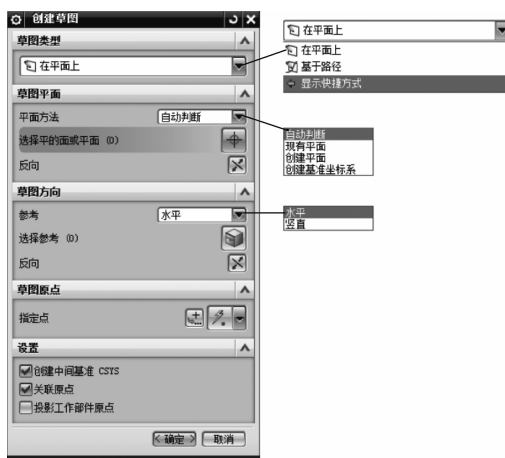 创建草图
草图类型
在平面上
草图平面
平面方法 自动判断
选择平的面或平面 (0)
反向
草图方向
参考 水平
选择参考 (0)
反向
草图原点
指定点
设置
创建中间基准 CSYS
关联原点
投影工作部件原点
<确定> 取消
在平面上
在平面上
基于路径
显示快捷方式
自动判断
现有平面
创建平面
创建基准坐标系
水平
竖直